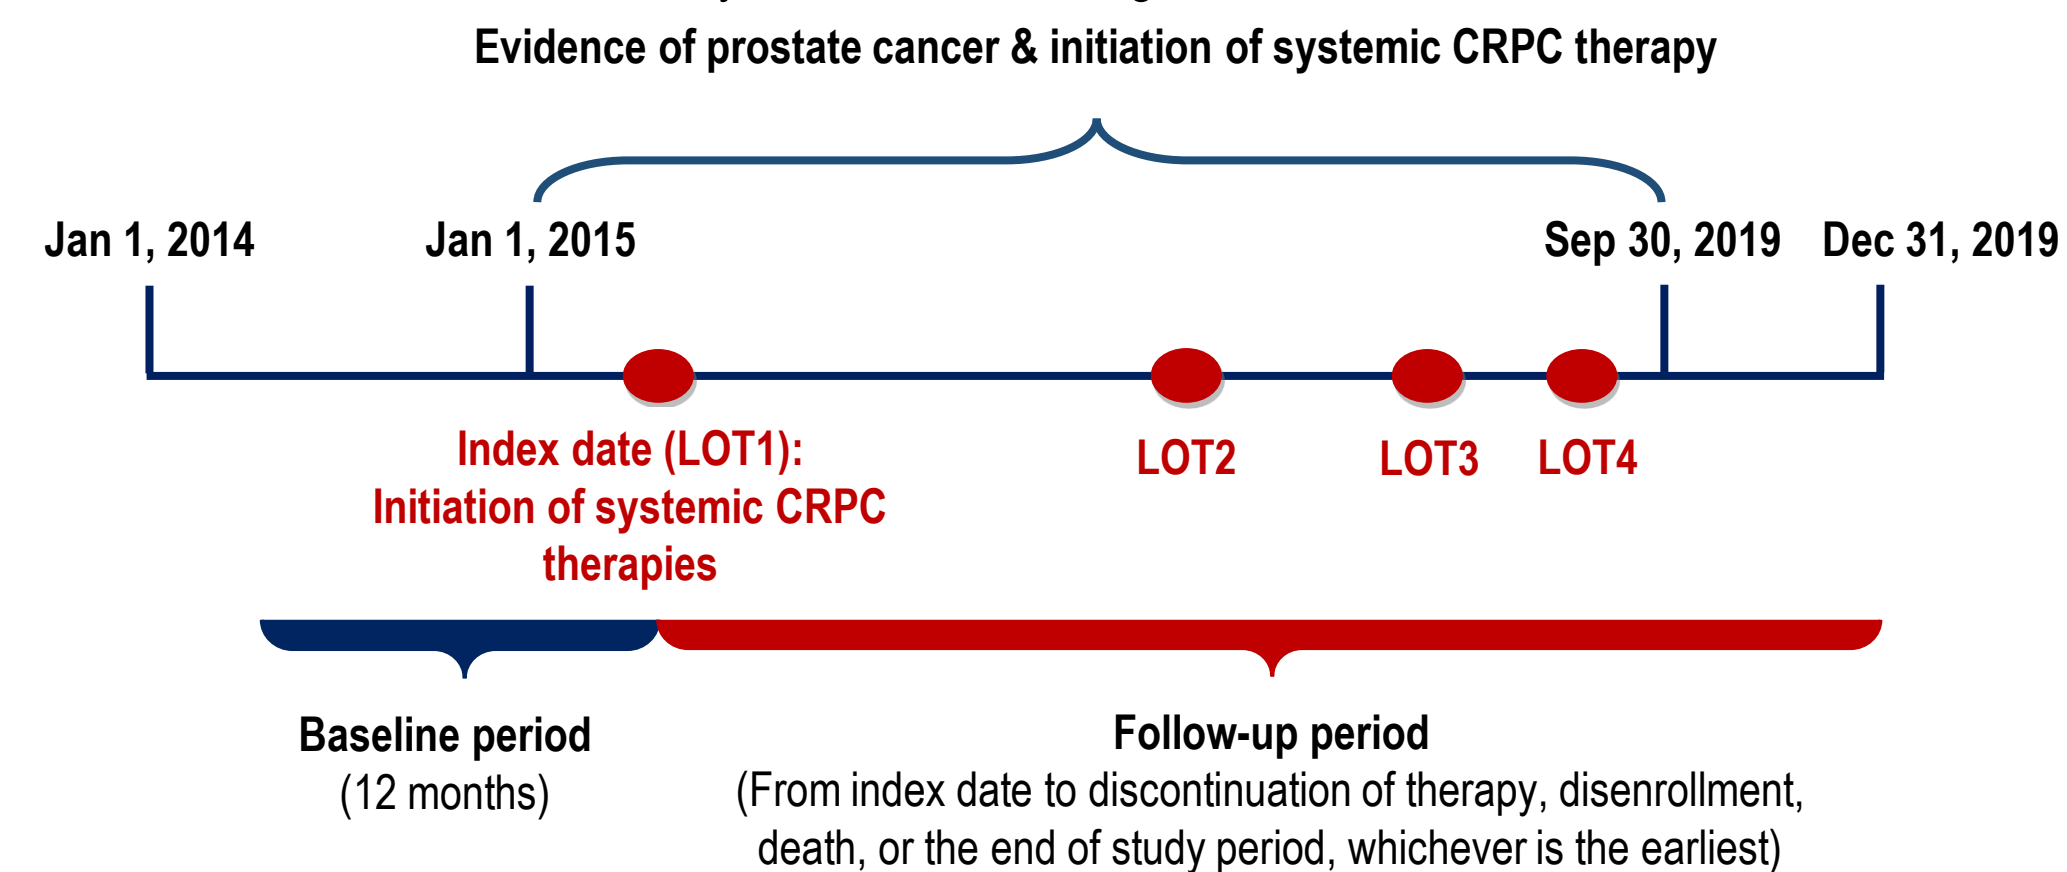 Evidence of prostate cancer & initiation of systemic CRPC therapy
Jan 1, 2014
Jan 1, 2015
Sep 30, 2019
Dec 31, 2019
Index date (LOT1):
Initiation of systemic CRPC
therapies
LOT2
LOT3
LOT4
Baseline period
(12 months)
Follow-up period
(From index date to discontinuation of therapy, disenrollment,
death, or the end of study period, whichever is the earliest)